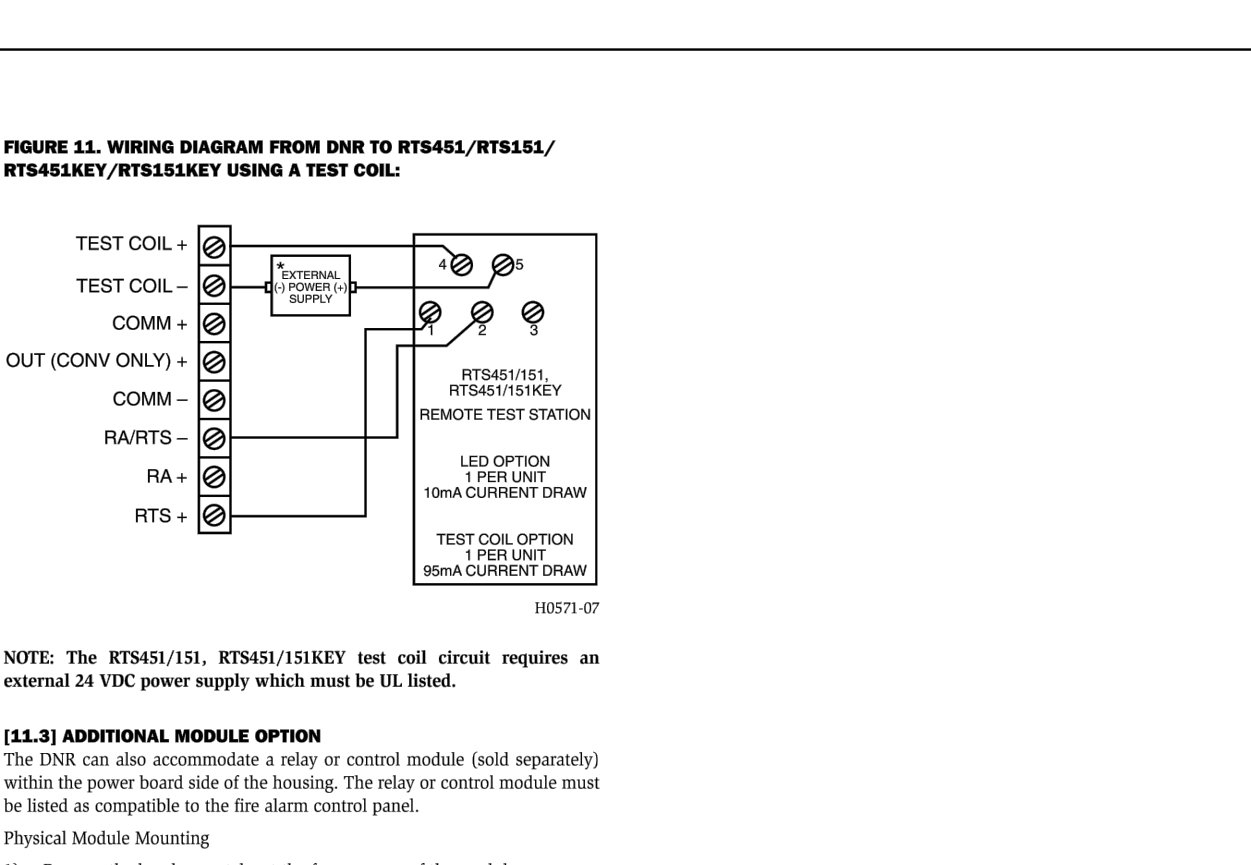 FIGURE 11. WIRING DIAGRAM FROM DNR TO RTS451/RTS151/
RTS451KEY/RTS151KEY USING A TEST COIL:
TEST COIL +
TEST COIL –
COMM +
OUT (CONV ONLY) +
COMM –
RA/RTS –
RA +
RTS +
*
EXTERNAL
(-) POWER (+)
SUPPLY
4
5
1
2
3
RTS451/151,
RTS451/151KEY
REMOTE TEST STATION
LED OPTION
1 PER UNIT
10mA CURRENT DRAW
TEST COIL OPTION
1 PER UNIT
95mA CURRENT DRAW
H0571-07
NOTE: The RTS451/151, RTS451/151KEY test coil circuit requires an
external 24 VDC power supply which must be UL listed.
[11.3] ADDITIONAL MODULE OPTION
The DNR can also accommodate a relay or control module (sold separately)
within the power board side of the housing. The relay or control module must
be listed as compatible to the fire alarm control panel.
Physical Module Mounting